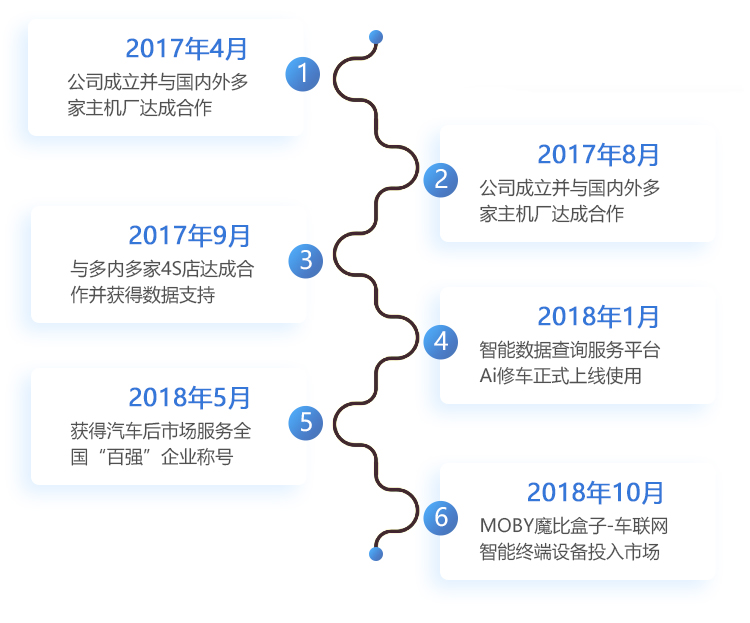 2017年4月
公司成立并与国内外多
家主机厂达成合作
1
2017年8月
公司成立并与国内外多
家主机厂达成合作
2
2017年9月
与多内多家4S店达成合
作并获得数据支持
3
2018年1月
智能数据查询服务平台
Ai修车正式上线使用
4
2018年5月
获得汽车后市场服务全
国“百强”企业称号
5
2018年10月
MOBY魔比盒子-车联网
智能终端设备投入市场
6